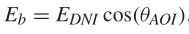 E_b = E_{DNI} cos(θ_{AOI}),